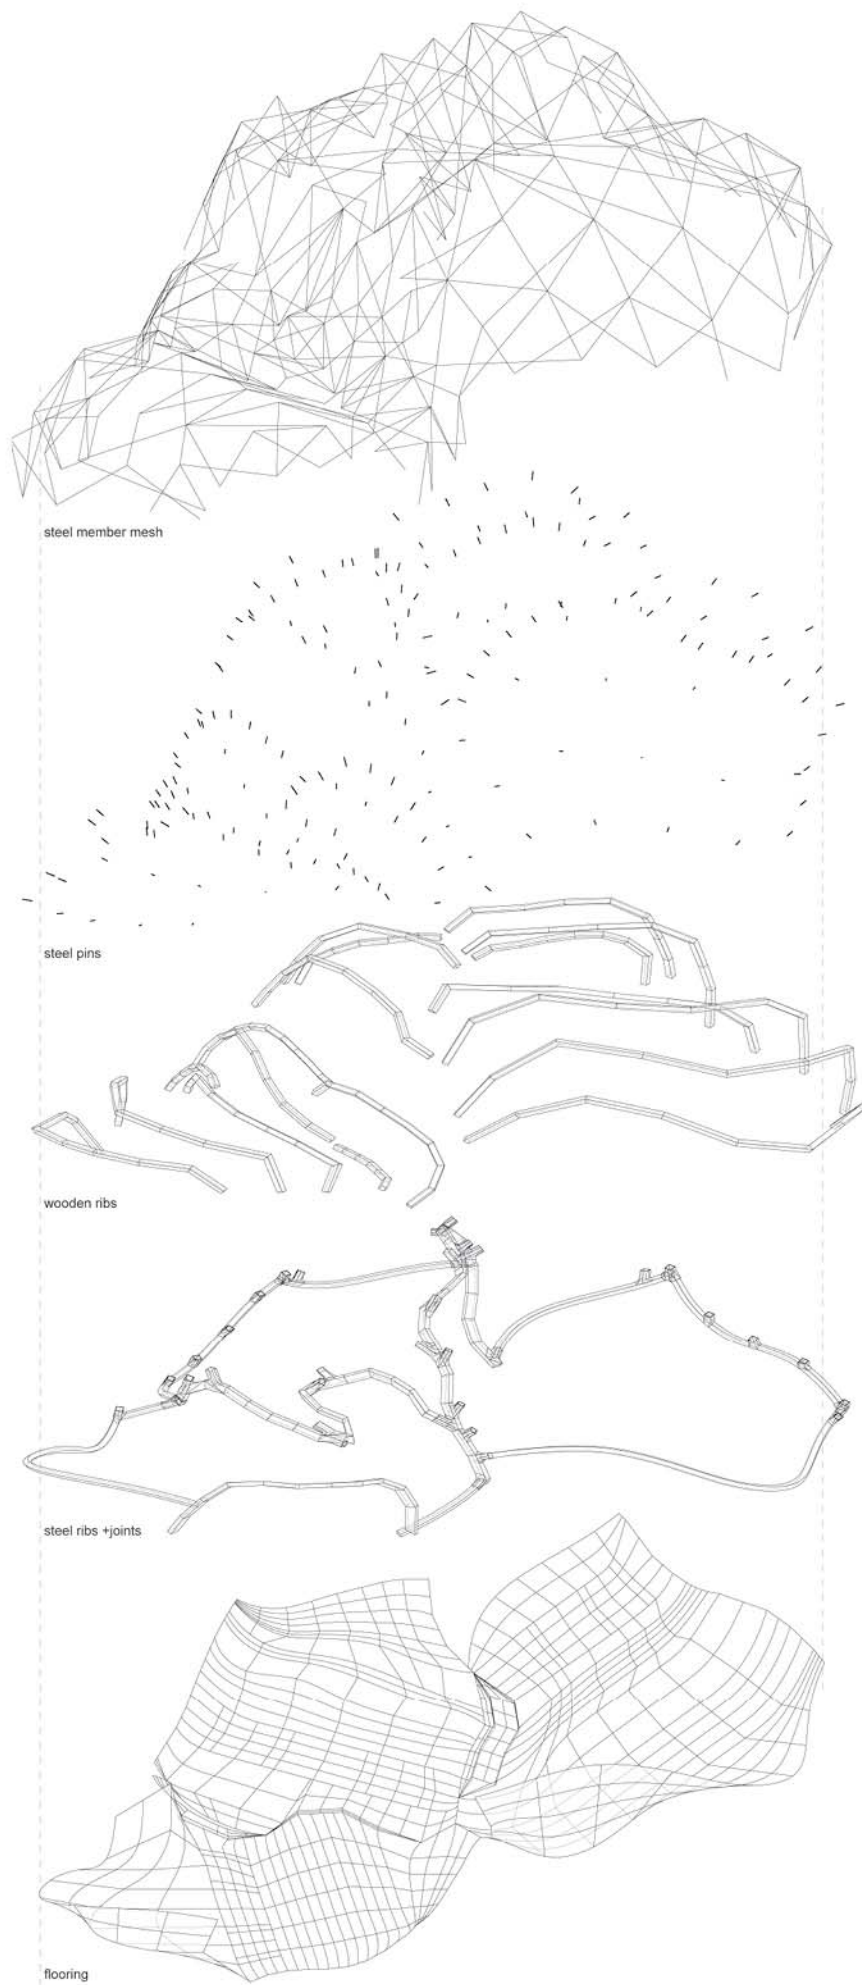 steel member mesh
steel pins
wooden ribs
steel ribs +joints
flooring